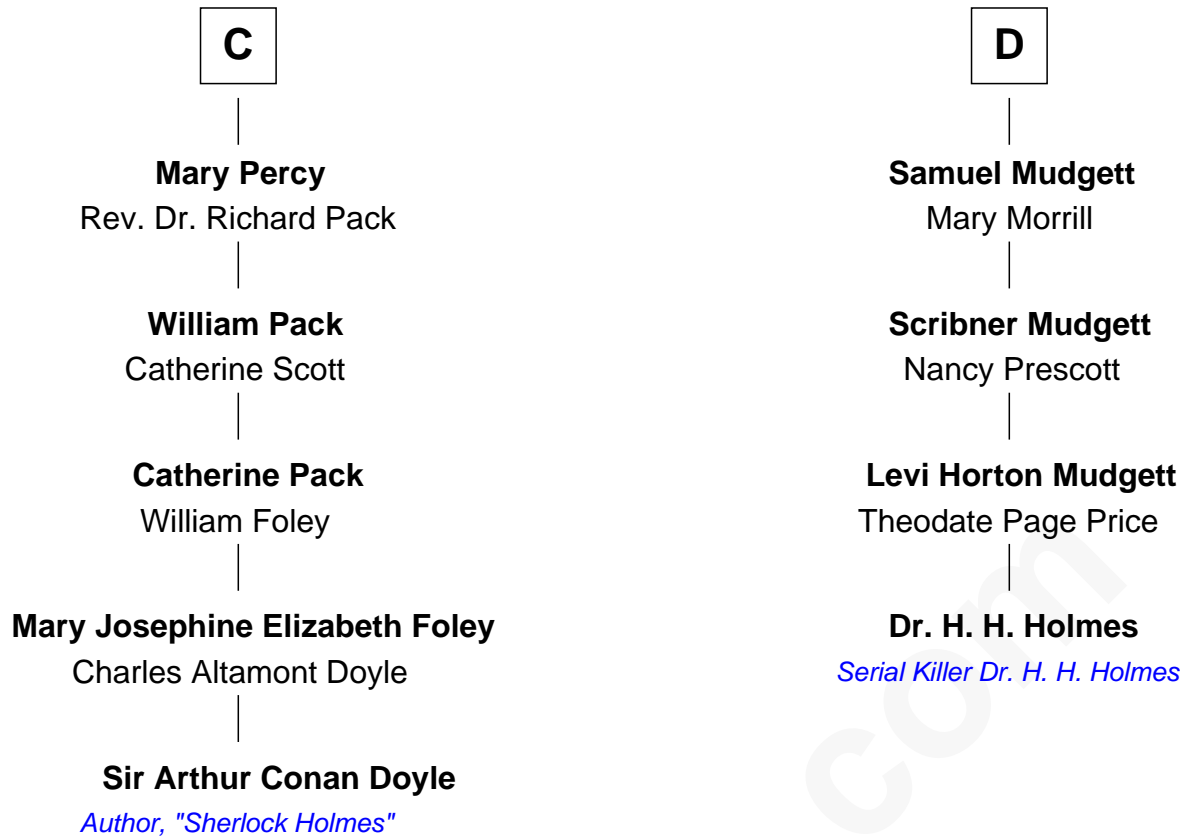 C
Mary Percy
Rev. Dr. Richard Pack
William Pack
Catherine Scott
Catherine Pack
William Foley
Mary Josephine Elizabeth Foley
Charles Altamont Doyle
Sir Arthur Conan Doyle
Author, "Sherlock Holmes"
D
Samuel Mudgett
Mary Morrill
Scribner Mudgett
Nancy Prescott
Levi Horton Mudgett
Theodate Page Price
Dr. H. H. Holmes
Serial Killer Dr. H. H. Holmes
com